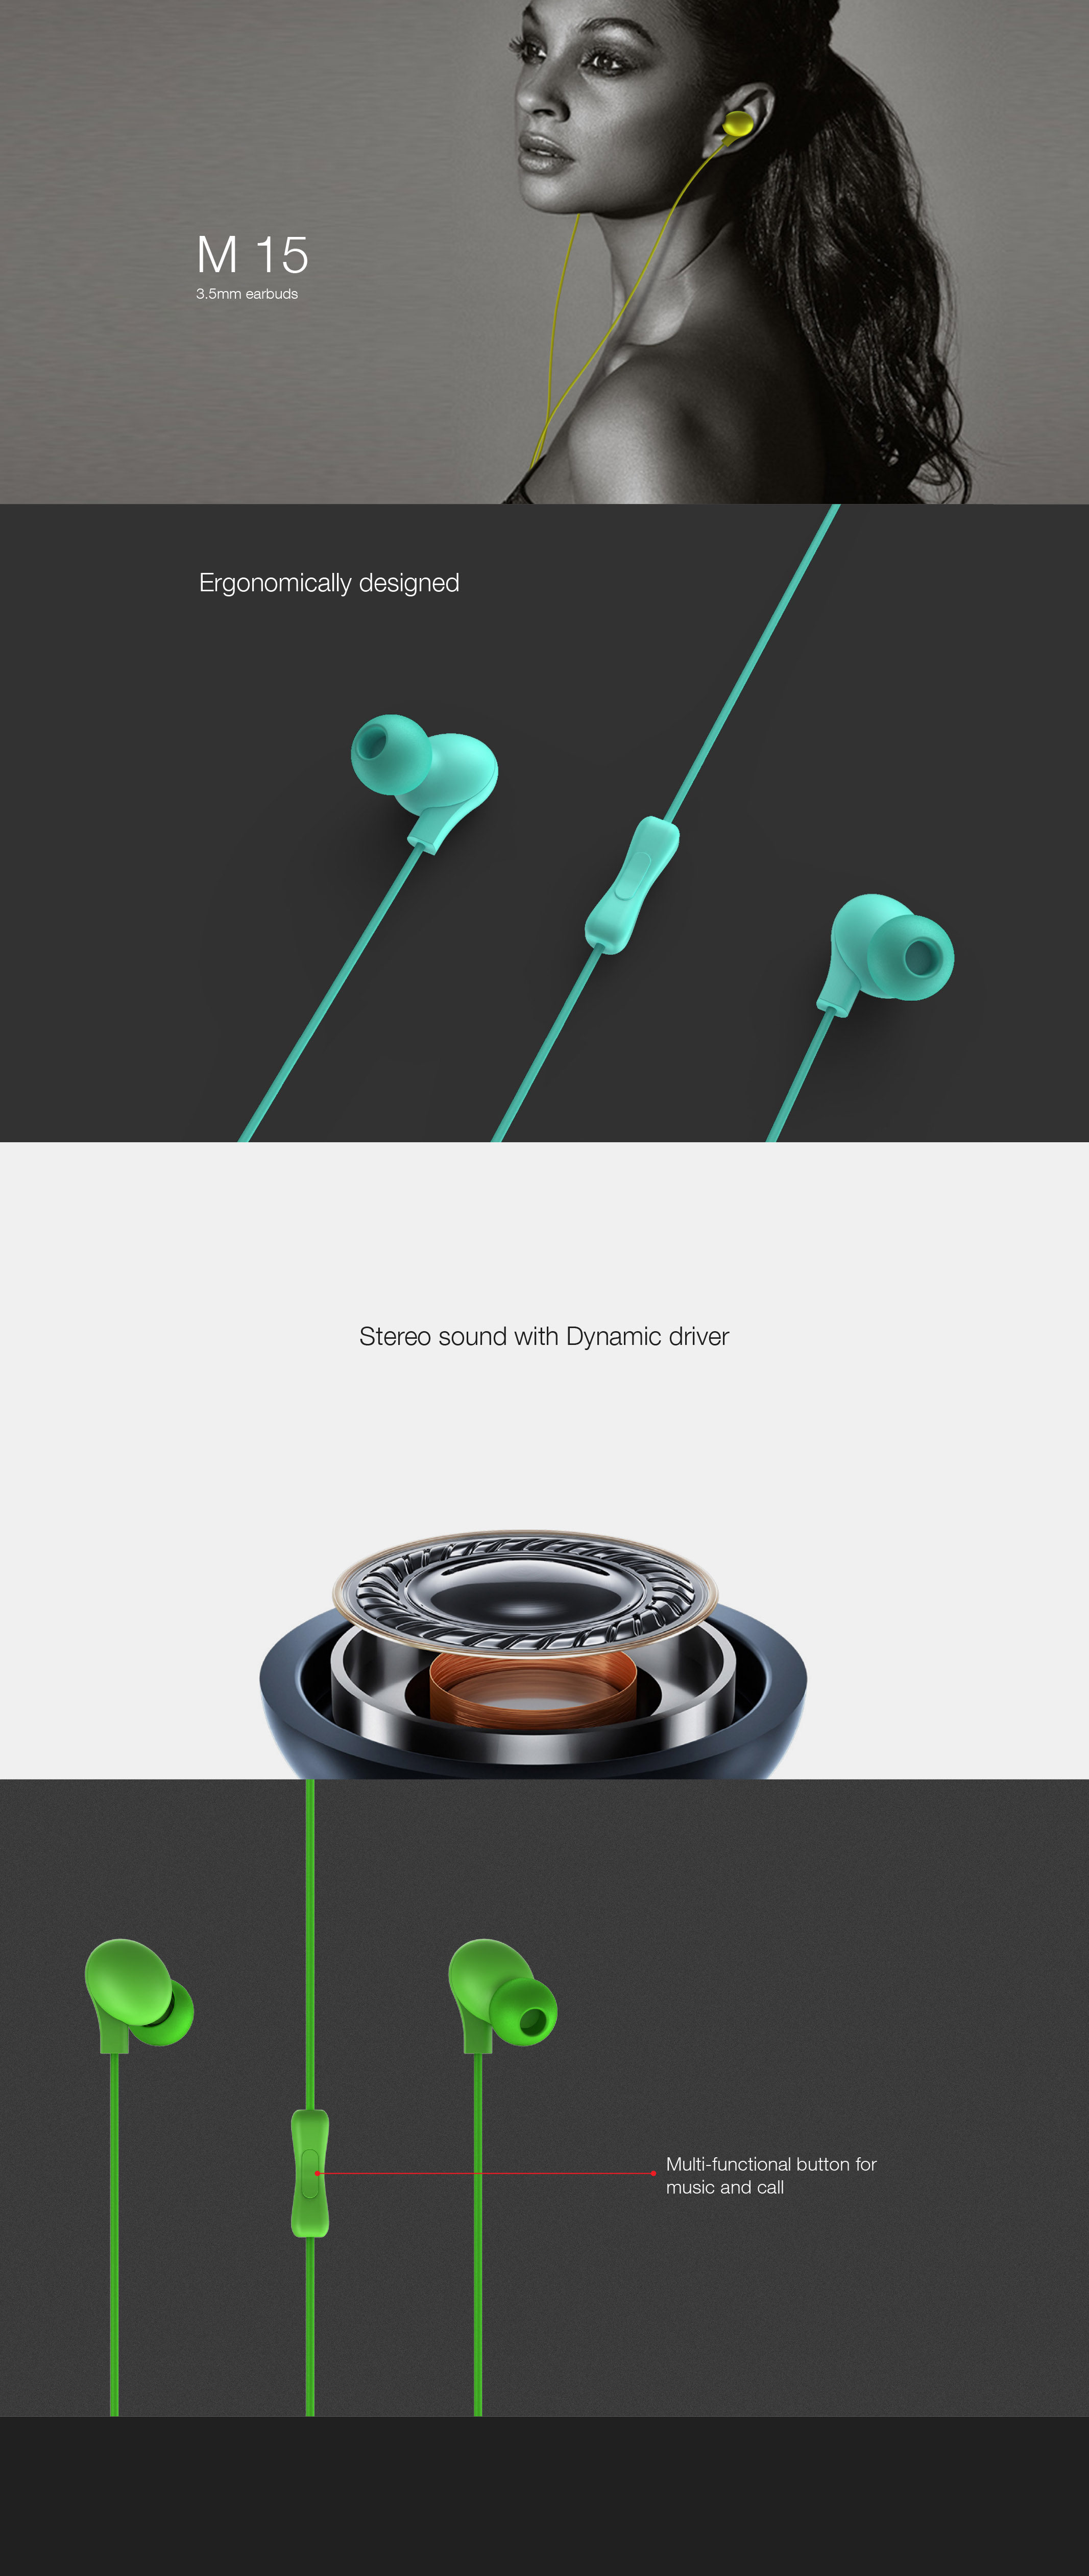 M 15
3.5mm earbuds
Ergonomically designed
Stereo sound with Dynamic driver
Multi-functional button for
music and call